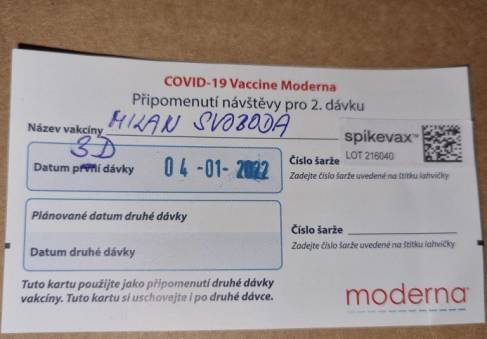 COVID-19 Vaccine Moderna
Připomenutí návštěvy pro 2. dávku
Název vakcíny MILAN SVOBODA
spikevax™
LOT 216040
3D
Datum první dávky 04 -01- 2022
Číslo šarže
Zadejte číslo šarže uvedené na štítku lahvičky
Plánované datum druhé dávky
Datum druhé dávky
Číslo šarže
Zadejte číslo šarže uvedené na štítku lahvičky
Tuto kartu použijte jako připomenutí druhé dávky
vakcíny. Tuto kartu si uschovejte i po druhé dávce.
moderna